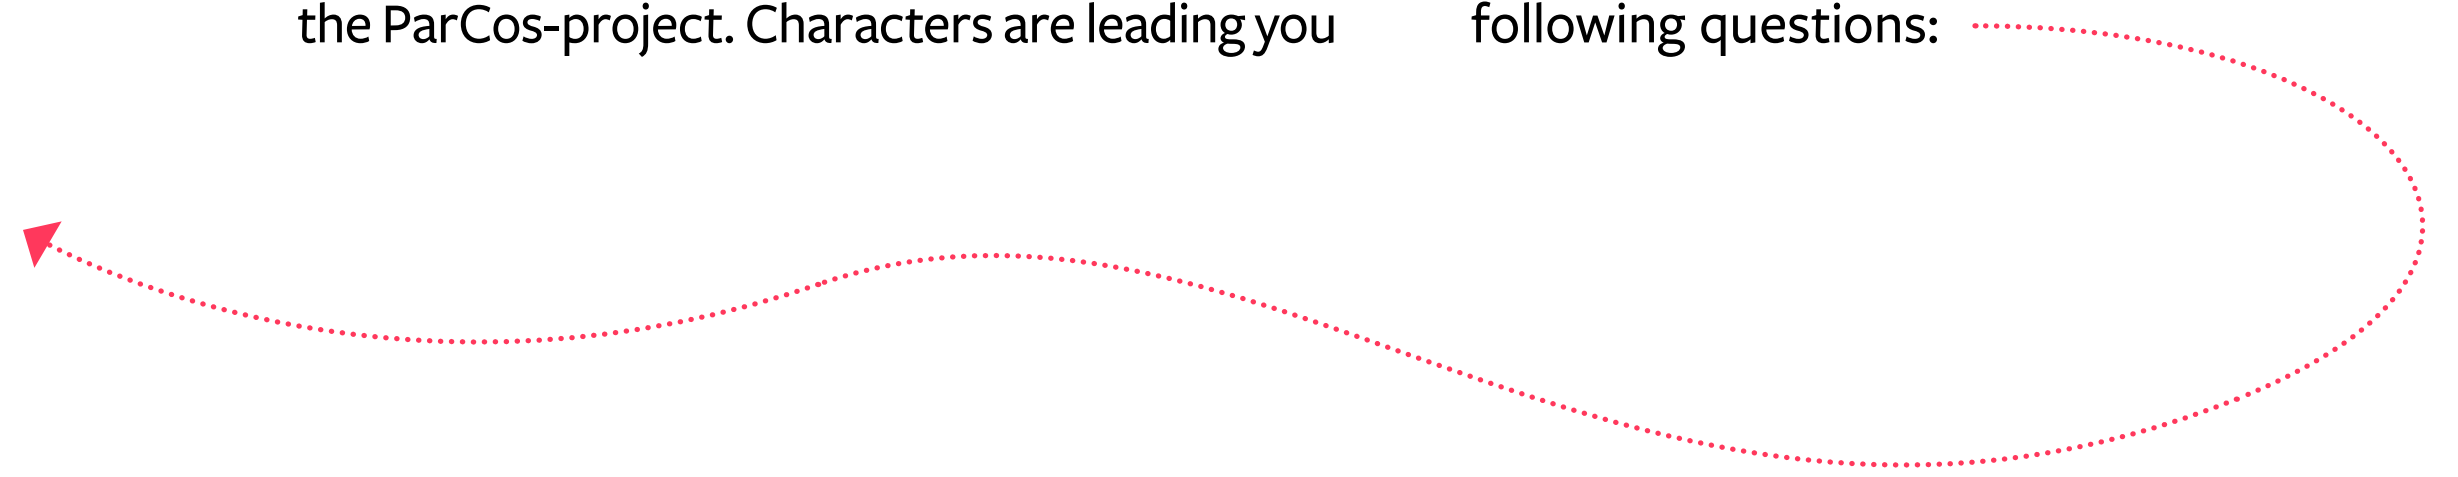 the ParCos-project. Characters are leading you
following questions: